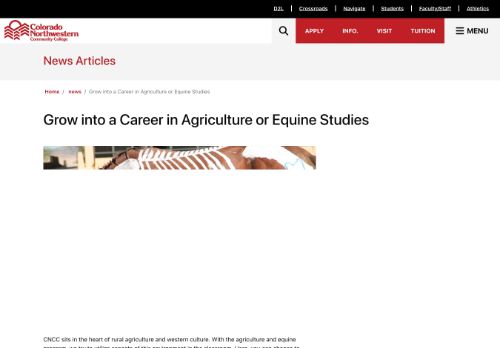 D2L Crossroads Navigate Students Faculty/Staff Athletics
Colorado
Northwestern
Community College
APPLY INFO. VISIT TUITION MENU
News Articles
Home / news / Grow into a Career in Agriculture or Equine Studies
Grow into a Career in Agriculture or Equine Studies
CNCC sits in the heart of rural agriculture and western culture. With the agriculture and equine